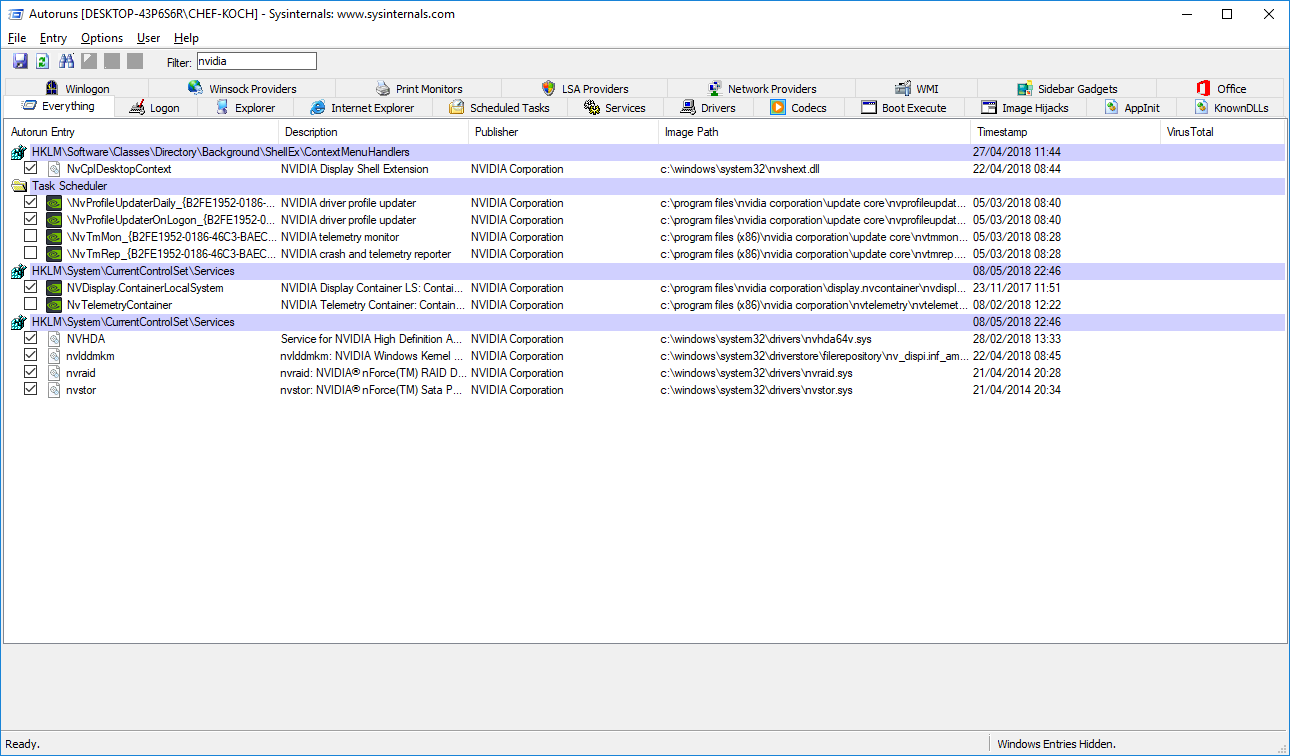 Autoruns [DESKTOP-43P6S6R\CHEF-KOCH] - Sysinternals: www.sysinternals.com
File Entry Options User Help
Filter: nvidia
Winlogon Winsock Providers Print Monitors LSA Providers Network Providers WMI Sidebar Gadgets Office
Everything Logon Explorer Internet Explorer Scheduled Tasks Services Drivers Codecs Boot Execute Image Hijacks AppInit KnownDLLs
Autorun Entry Description Publisher Image Path Timestamp VirusTotal
HKLM\Software\Classes\Directory\Background\ShellEx\ContextMenuHandlers 27/04/2018 11:44
NvCplDesktopContext NVIDIA Display Shell Extension NVIDIA Corporation c:\windows\system32\nvshext.dll 22/04/2018 08:44
Task Scheduler
\NvProfileUpdaterDaily_{B2FE1952-0186-... NVIDIA driver profile updater NVIDIA Corporation c:\program files\nvidia corporation\update core\nvprofileupdat... 05/03/2018 08:40
\NvProfileUpdaterOnLogon_{B2FE1952-0... NVIDIA driver profile updater NVIDIA Corporation c:\program files\nvidia corporation\update core\nvprofileupdat... 05/03/2018 08:40
\NvTmMon_{B2FE1952-0186-46C3-BAEC... NVIDIA telemetry monitor NVIDIA Corporation c:\program files (x86)\nvidia corporation\update core\nvtmmon... 05/03/2018 08:28
\NvTmRep_{B2FE1952-0186-46C3-BAEC... NVIDIA crash and telemetry reporter NVIDIA Corporation c:\program files (x86)\nvidia corporation\update core\nvtmrep.... 05/03/2018 08:28
HKLM\System\CurrentControlSet\Services 08/05/2018 22:46
NVDisplay.ContainerLocalSystem NVIDIA Display Container LS: Contai... NVIDIA Corporation c:\program files\nvidia corporation\display.nvcontainer\nvdispl... 23/11/2017 11:51
NvTelemetryContainer NVIDIA Telemetry Container: Contain... NVIDIA Corporation c:\program files (x86)\nvidia corporation\nvtelemetry\nvtelemet... 08/02/2018 12:22
HKLM\System\CurrentControlSet\Services 08/05/2018 22:46
NVHDA Service for NVIDIA High Definition A... NVIDIA Corporation c:\windows\system32\drivers\nvhda64v.sys 28/02/2018 13:33
nvlddmkm nvlddmkm: NVIDIA Windows Kernel ... NVIDIA Corporation c:\windows\system32\driverstore\filerepository\nv_dispi.inf_am... 22/04/2018 08:45
nvraid nvraid: NVIDIA® nForce(TM) RAID D... NVIDIA Corporation c:\windows\system32\drivers\nvraid.sys 21/04/2014 20:28
nvstor nvstor: NVIDIA® nForce(TM) Sata P... NVIDIA Corporation c:\windows\system32\drivers\nvstor.sys 21/04/2014 20:34
Ready. Windows Entries Hidden.